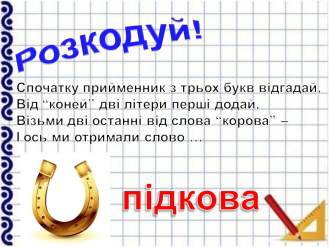 Розкодуй!
Спочатку прийменник з трьох букв відгадай.
Від “коней” дві літери перші додай.
Візьми дві останні від слова “корова” –
І ось ми отримали слово ...
підкова